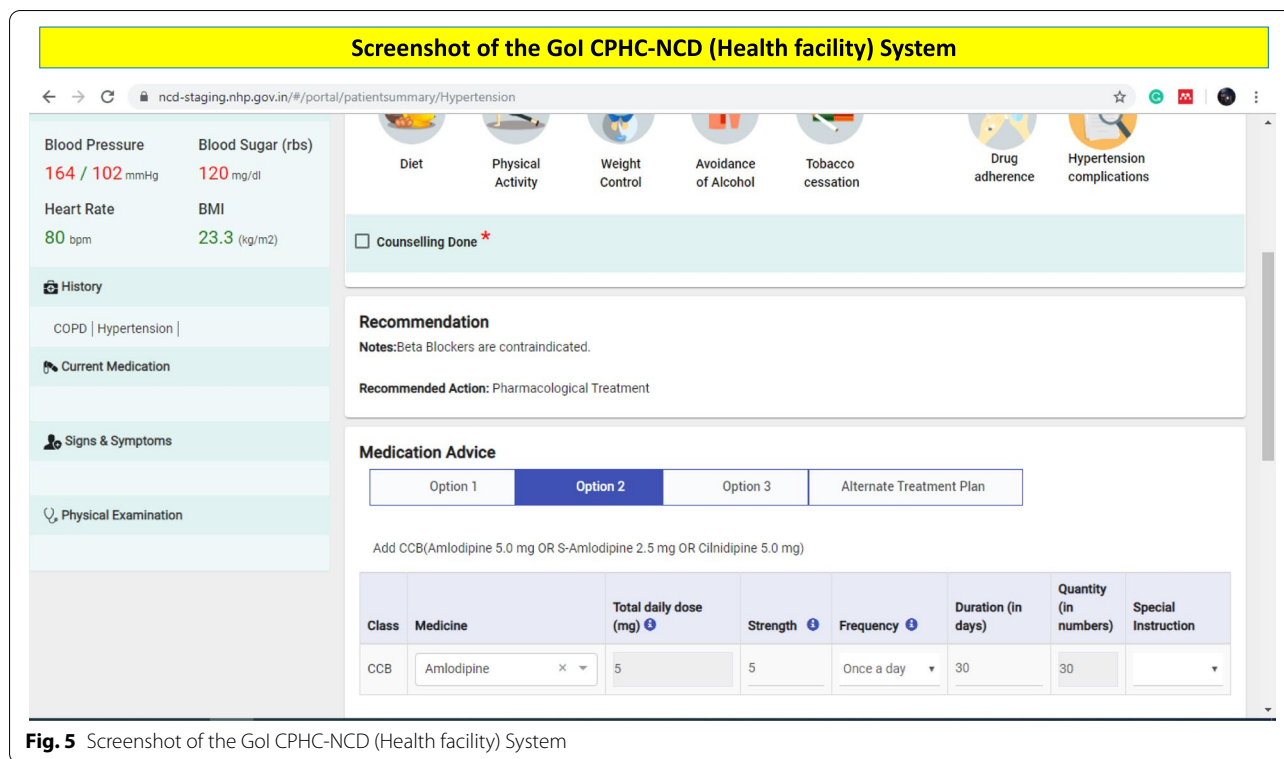 Screenshot of the GoI CPHC-NCD (Health facility) System
ncd-staging.nhp.gov.in/#/portal/patientsummary/Hypertension
Blood Pressure
Blood Sugar (rbs)
164 / 102 mmHg
120 mg/dl
Heart Rate
BMI
80 bpm
23.3 (kg/m2)
History
COPD | Hypertension |
Current Medication
Signs & Symptoms
Physical Examination
Diet
Physical
Activity
Weight
Control
Avoidance
of Alcohol
Tobacco
cessation
Drug
adherence
Hypertension
complications
Counselling Done *
Recommendation
Notes:Beta Blockers are contraindicated.
Recommended Action: Pharmacological Treatment
Medication Advice
Option 1
Option 2
Option 3
Alternate Treatment Plan
Add CCB(Amlodipine 5.0 mg OR S-Amlodipine 2.5 mg OR Cilnidipine 5.0 mg)
Class
Medicine
Total daily dose
(mg)
Strength
Frequency
Duration (in
days)
Quantity
(in
numbers)
Special
Instruction
CCB
Amlodipine
5
5
Once a day
30
30
Fig. 5 Screenshot of the GoI CPHC-NCD (Health facility) System